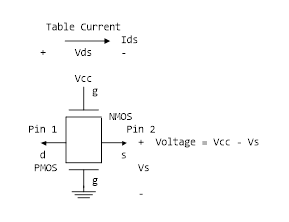 Table Current
Ids
+ Vds -
Vcc
g
NMOS
Pin 1 Pin 2
+ Voltage = Vcc - Vs
d s
PMOS Vs
g
-